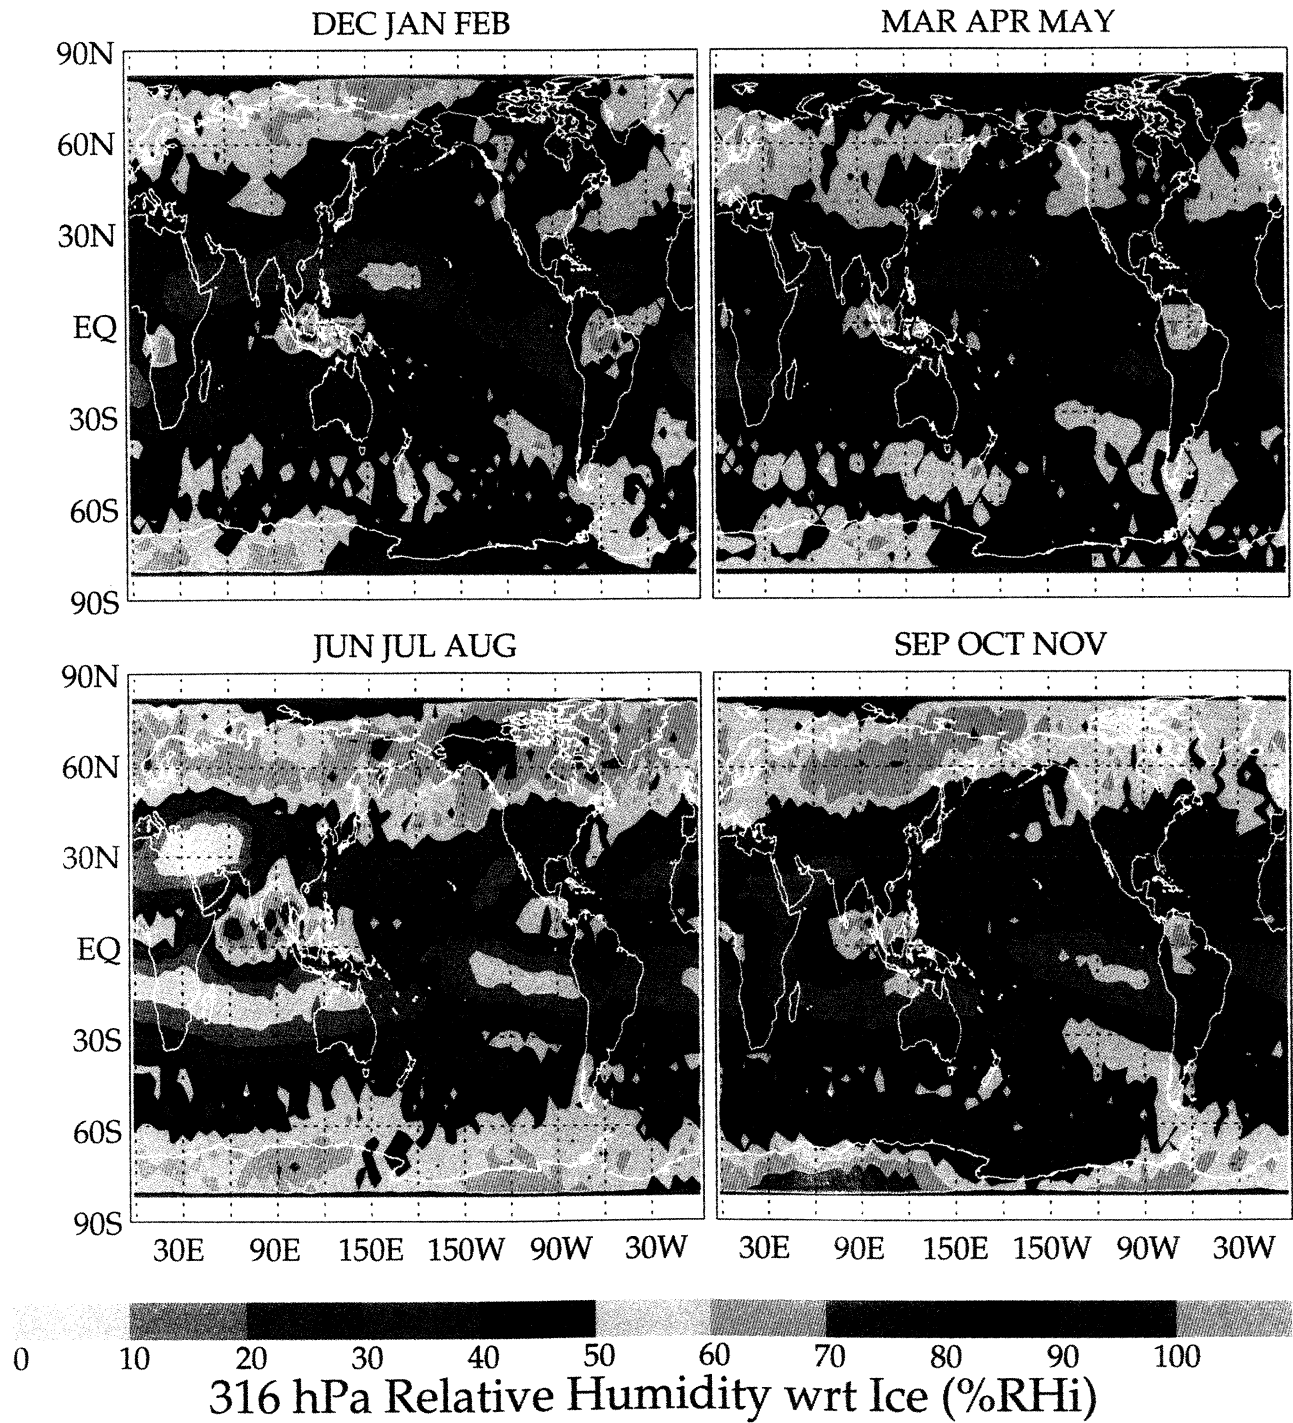 DEC JAN FEB
MAR APR MAY
90N
60N
30N
EQ
30S
60S
90S
JUN JUL AUG
SEP OCT NOV
90N
60N
30N
EQ
30S
60S
90S
30E 90E 150E 150W 90W 30W
30E 90E 150E 150W 90W 30W
0 10 20 30 40 50 60 70 80 90 100
316 hPa Relative Humidity wrt Ice (%RHi)